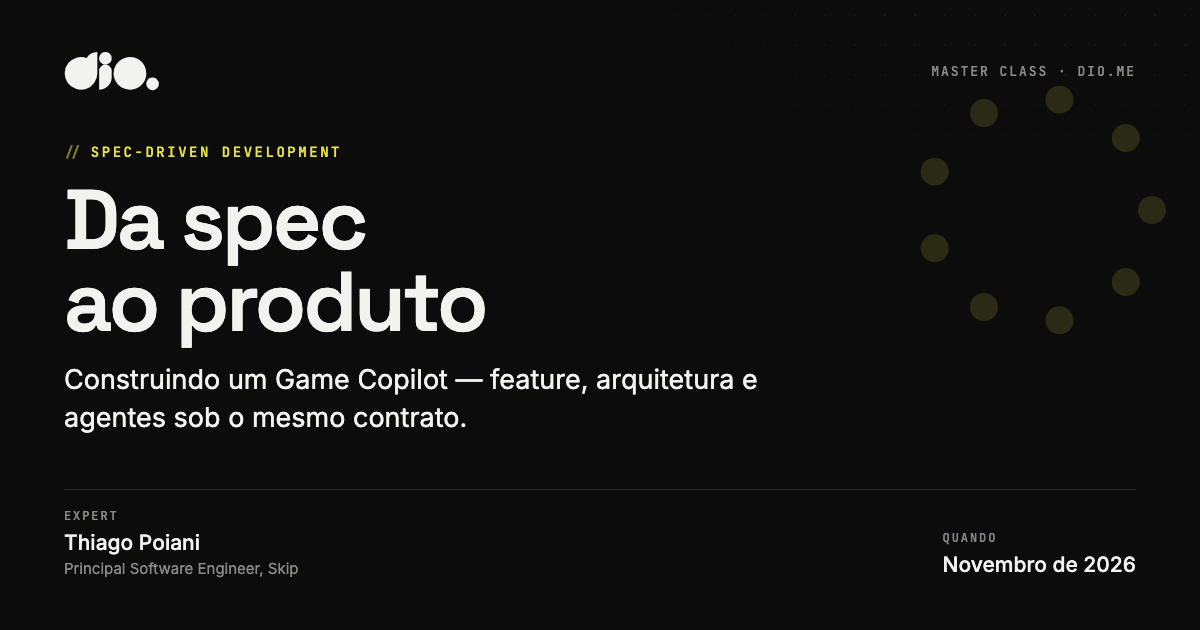 dio.
MASTER CLASS · DIO.ME
// SPEC-DRIVEN DEVELOPMENT
Da spec
ao produto
Construindo um Game Copilot — feature, arquitetura e
agentes sob o mesmo contrato.
EXPERT
Thiago Poiani
Principal Software Engineer, Skip
QUANDO
Novembro de 2026